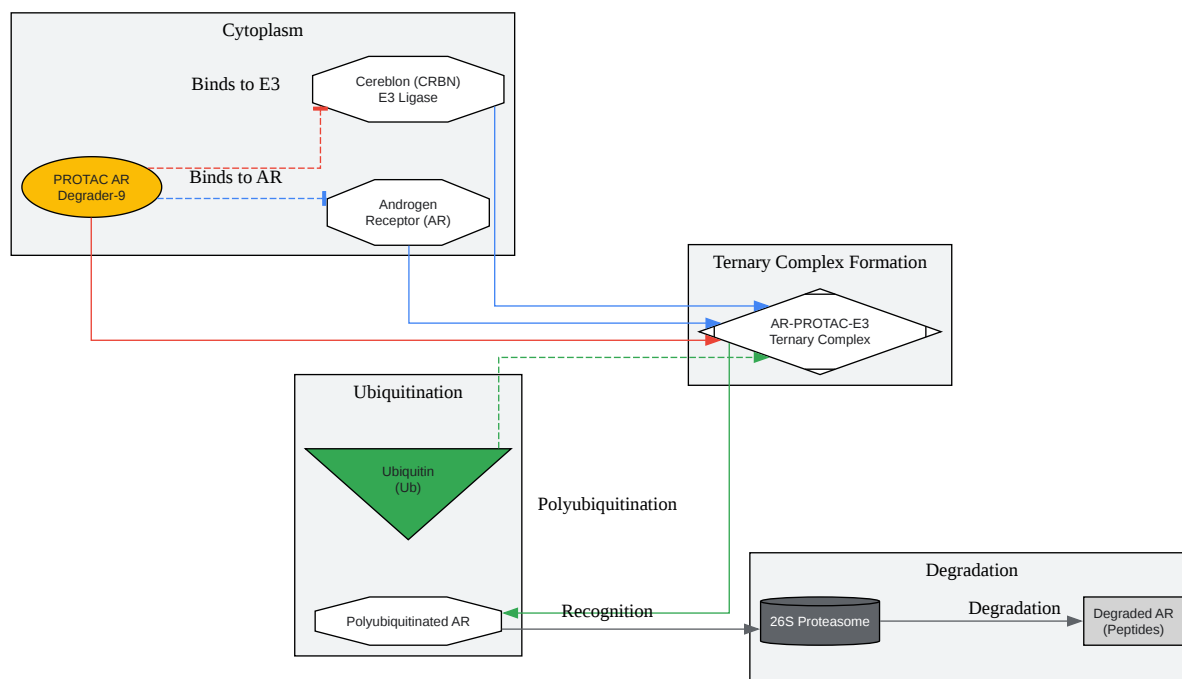 Cytoplasm
Binds to E3
Cereblon (CRBN)
E3 Ligase
PROTAC AR
Degrader-9
Binds to AR
Androgen
Receptor (AR)
Ternary Complex Formation
AR-PROTAC-E3
Ternary Complex
Ubiquitination
Ubiquitin
(Ub)
Polyubiquitination
Polyubiquitinated AR
Recognition
Degradation
26S Proteasome
Degradation
Degraded AR
(Peptides)